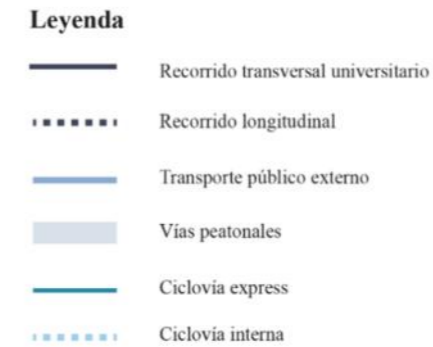 Leyenda
Recorrido transversal universitario
Recorrido longitudinal
Transporte público externo
Vías peatonales
Ciclovía express
Ciclovía interna